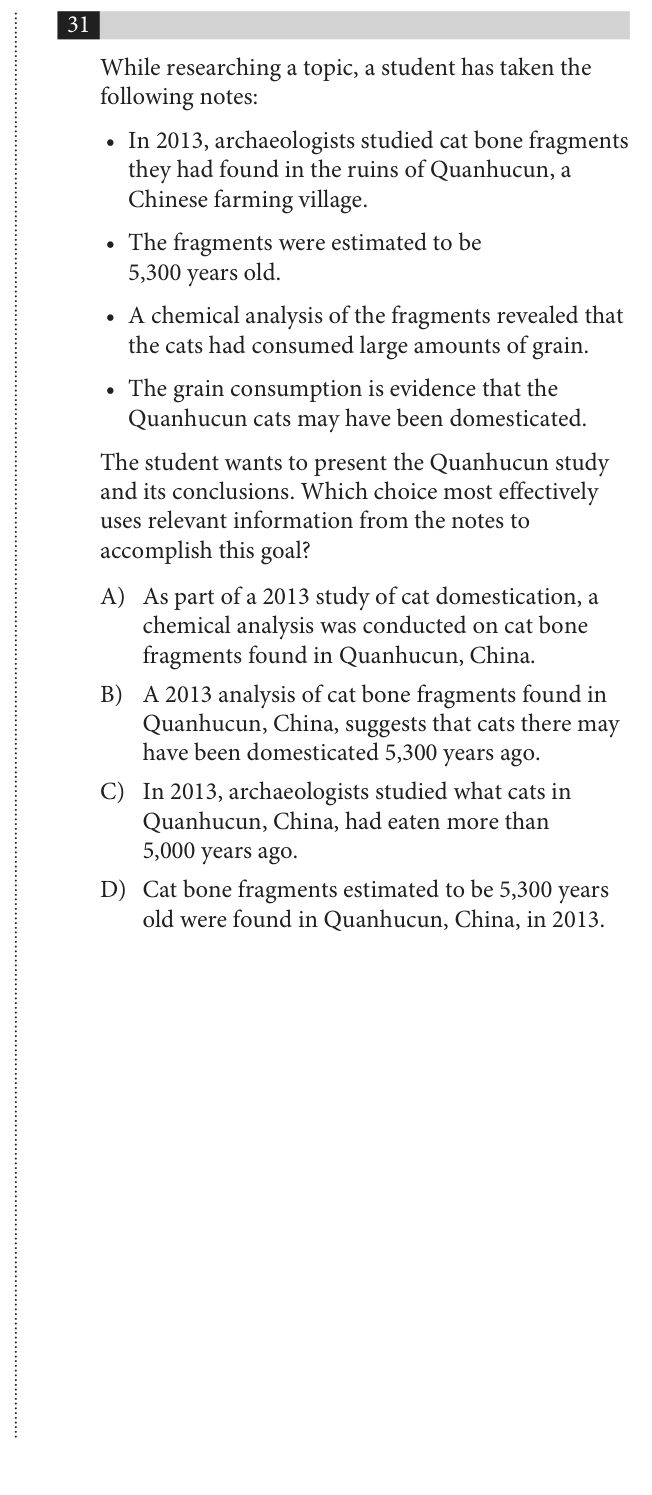 31
While researching a topic, a student has taken the
following notes:
• In 2013, archaeologists studied cat bone fragments
they had found in the ruins of Quanhucun, a
Chinese farming village.
• The fragments were estimated to be
5,300 years old.
• A chemical analysis of the fragments revealed that
the cats had consumed large amounts of grain.
• The grain consumption is evidence that the
Quanhucun cats may have been domesticated.
The student wants to present the Quanhucun study
and its conclusions. Which choice most effectively
uses relevant information from the notes to
accomplish this goal?
A) As part of a 2013 study of cat domestication, a
chemical analysis was conducted on cat bone
fragments found in Quanhucun, China.
B) A 2013 analysis of cat bone fragments found in
Quanhucun, China, suggests that cats there may
have been domesticated 5,300 years ago.
C) In 2013, archaeologists studied what cats in
Quanhucun, China, had eaten more than
5,000 years ago.
D) Cat bone fragments estimated to be 5,300 years
old were found in Quanhucun, China, in 2013.